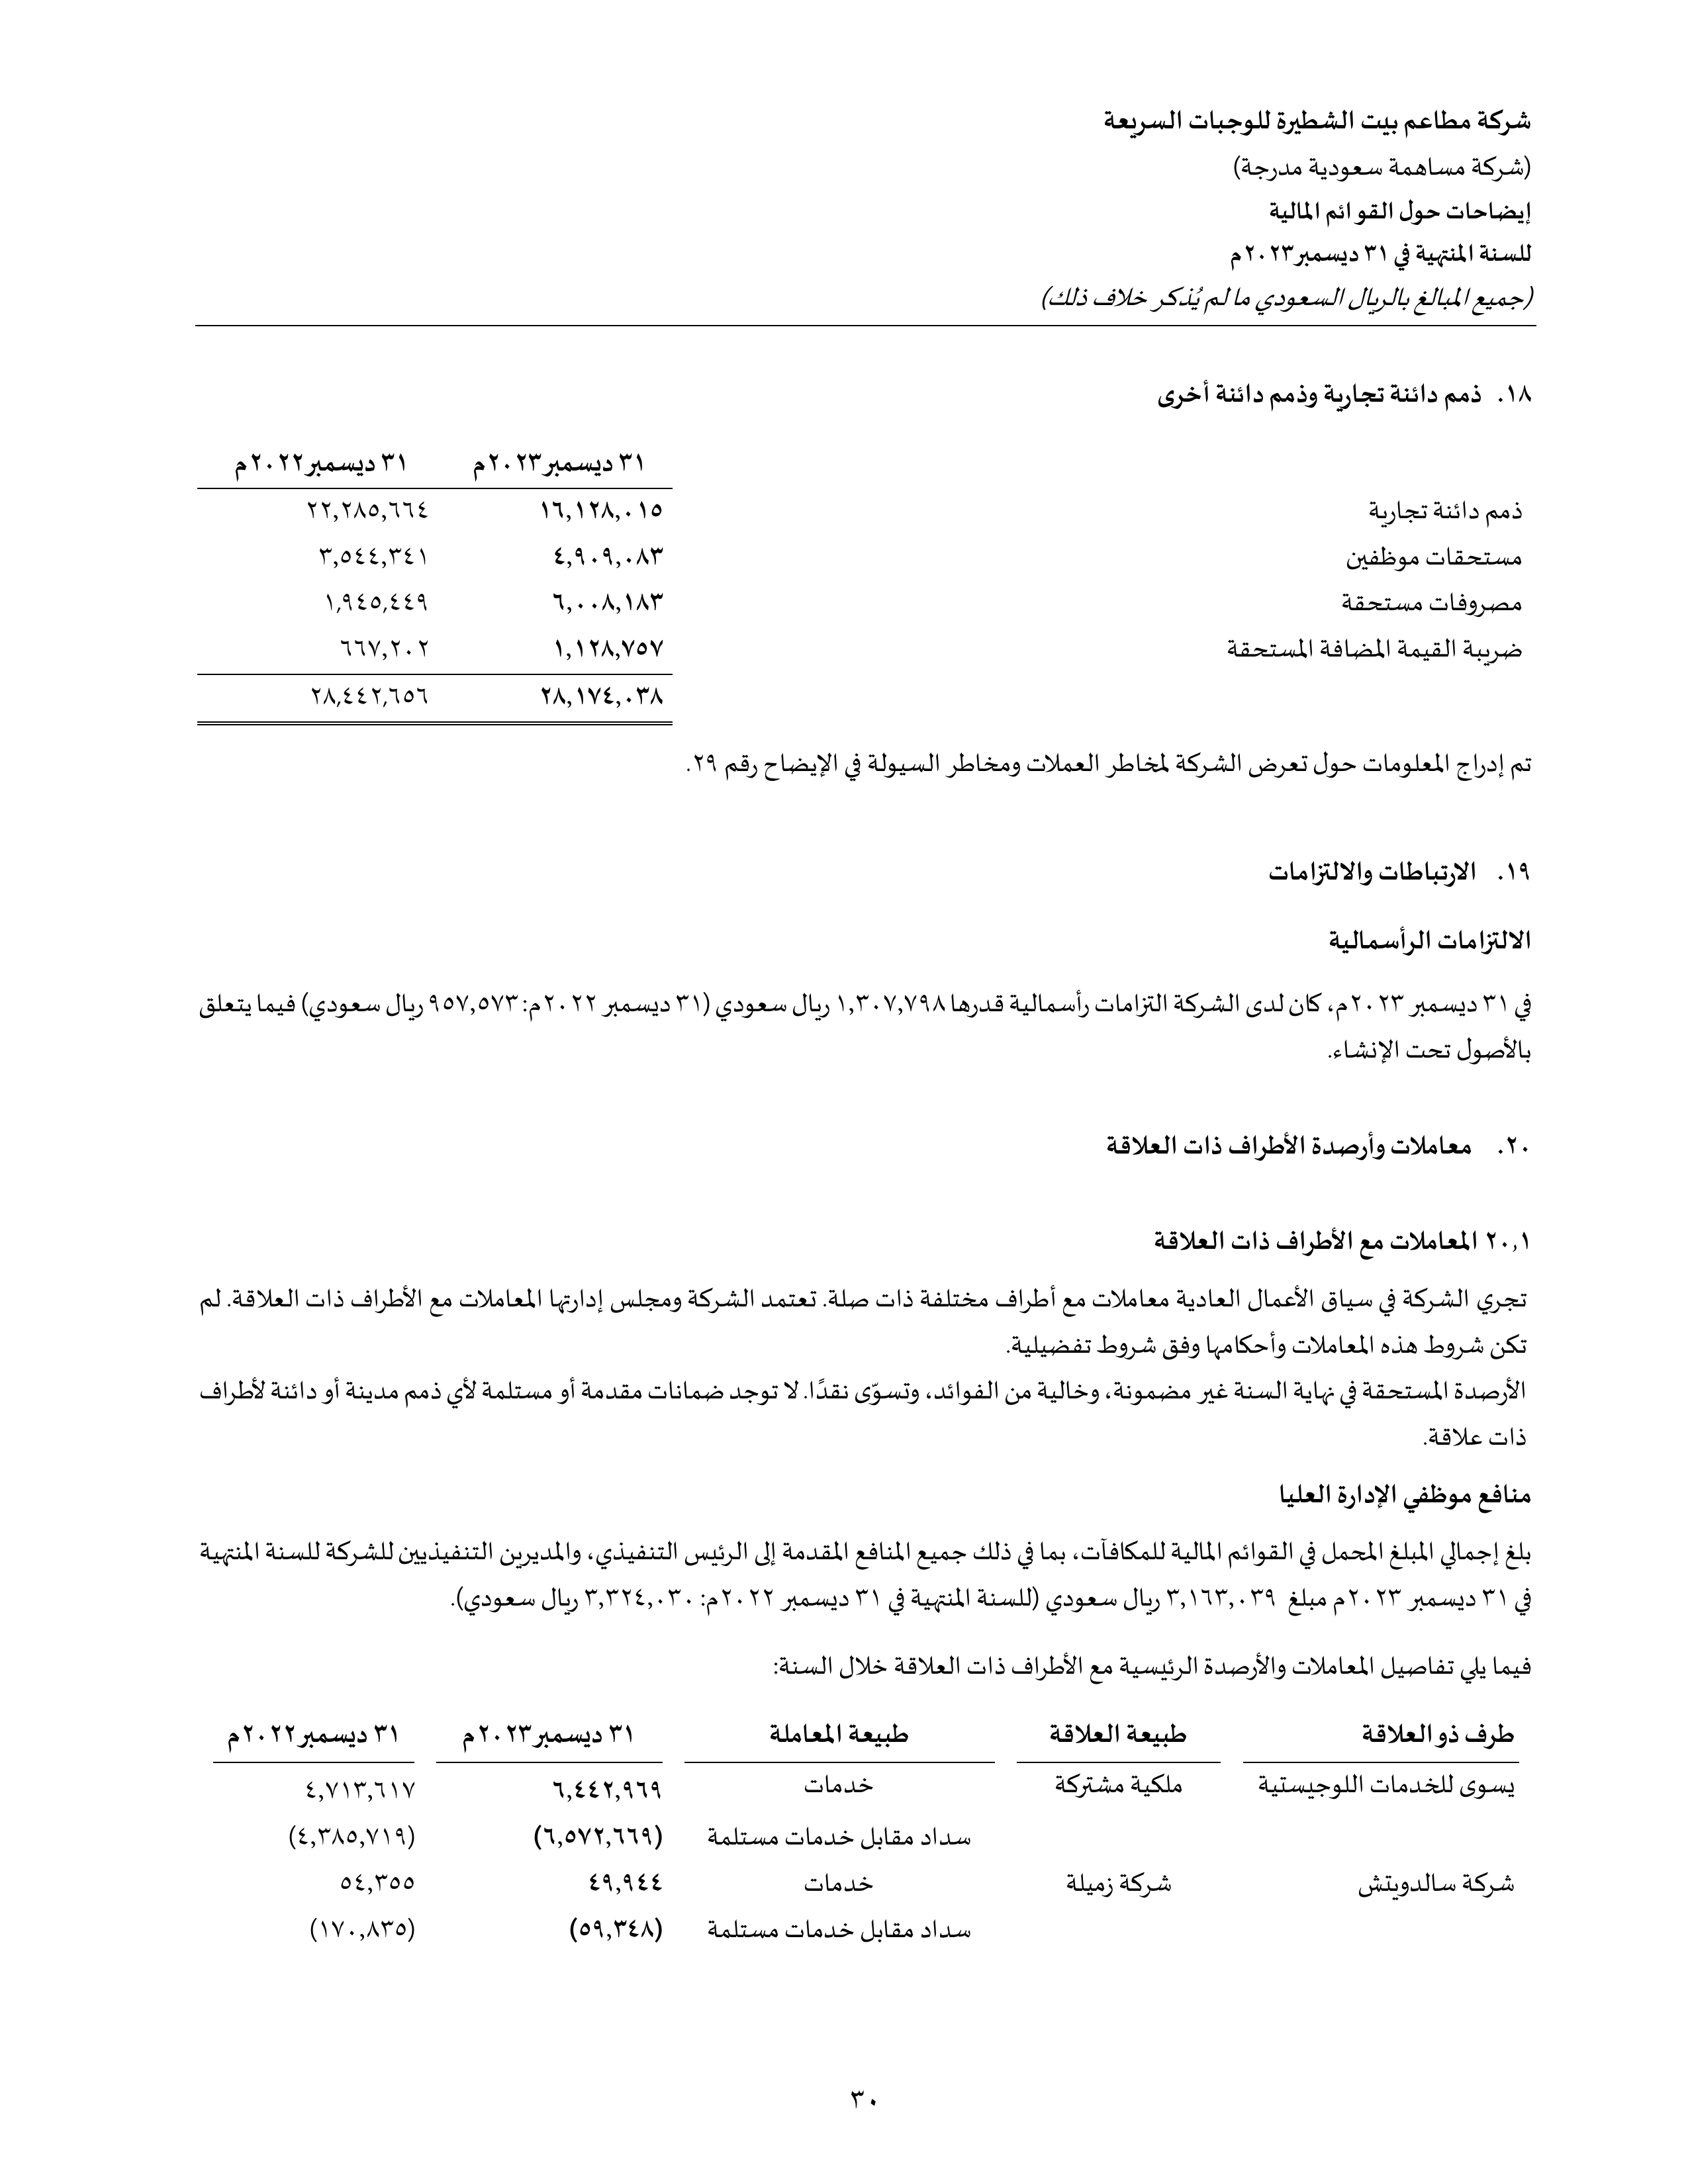 شركة مطاعم بيت الشطيرة للوجبات السريعة
(شركة مساهمة سعودية مدرجة)
إيضاحات حول القوائم المالية
للسنة المنتهية في ٣١ ديسمبر ٢٠٢٣م
(جميع المبالغ بالريال السعودي ما لم يُذكر خلاف ذلك)
١٨. ذمم دائنة تجارية وذمم دائنة أخرى
٣١ ديسمبر ٢٠٢٣م ٣١ ديسمبر ٢٠٢٢م
ذمم دائنة تجارية ١٦,١٢٨,٠١٥ ٢٢,٢٨٥,٦٦٤
مستحقات موظفين ٤,٩٠٩,٠٨٣ ٣,٥٤٤,٣٤١
مصروفات مستحقة ٦,٠٠٨,١٨٣ ١,٩٤٥,٤٤٩
ضريبة القيمة المضافة المستحقة ١,١٢٨,٧٥٧ ٦٦٧,٢٠٢
٢٨,١٧٤,٠٣٨ ٢٨,٤٤٢,٦٥٦
تم إدراج المعلومات حول تعرض الشركة لمخاطر العملات ومخاطر السيولة في الإيضاح رقم ٢٩.
١٩. الارتباطات والالتزامات
الالتزامات الرأسمالية
في ٣١ ديسمبر ٢٠٢٣م، كان لدى الشركة التزامات رأسمالية قدرها ١,٣٠٧,٧٩٨ ريال سعودي (٣١ ديسمبر ٢٠٢٢م: ٩٥٧,٥٧٣ ريال سعودي) فيما يتعلق
بالأصول تحت الإنشاء.
٢٠. معاملات وأرصدة الأطراف ذات العلاقة
٢٠,١ المعاملات مع الأطراف ذات العلاقة
تجري الشركة في سياق الأعمال العادية معاملات مع أطراف مختلفة ذات صلة. تعتمد الشركة ومجلس إدارتها المعاملات مع الأطراف ذات العلاقة. لم
تكن شروط هذه المعاملات وأحكامها وفق شروط تفضيلية.
الأرصدة المستحقة في نهاية السنة غير مضمونة، وخالية من الفوائد، وتسوّى نقدًا. لا توجد ضمانات مقدمة أو مستلمة لأي ذمم مدينة أو دائنة لأطراف
ذات علاقة.
منافع موظفي الإدارة العليا
بلغ إجمالي المبلغ المحمل في القوائم المالية للمكافآت، بما في ذلك جميع المنافع المقدمة إلى الرئيس التنفيذي، والمديرين التنفيذيين للشركة للسنة المنتهية
في ٣١ ديسمبر ٢٠٢٣م مبلغ ٣,١٦٣,٠٣٩ ريال سعودي (للسنة المنتهية في ٣١ ديسمبر ٢٠٢٢م: ٣,٣٢٤,٠٣٠ ريال سعودي).
فيما يلي تفاصيل المعاملات والأرصدة الرئيسية مع الأطراف ذات العلاقة خلال السنة:
طرف ذو العلاقة طبيعة العلاقة طبيعة المعاملة ٣١ ديسمبر ٢٠٢٣م ٣١ ديسمبر ٢٠٢٢م
يسوى للخدمات اللوجيستية ملكية مشتركة خدمات ٦,٤٤٢,٩٦٩ ٤,٧١٣,٦١٧
سداد مقابل خدمات مستلمة (٦,٥٧٢,٦٦٩) (٤,٣٨٥,٧١٩)
شركة سالدويتش شركة زميلة خدمات ٤٩,٩٤٤ ٥٤,٣٥٥
سداد مقابل خدمات مستلمة (٥٩,٣٤٨) (١٧٠,٨٣٥)
٣٠